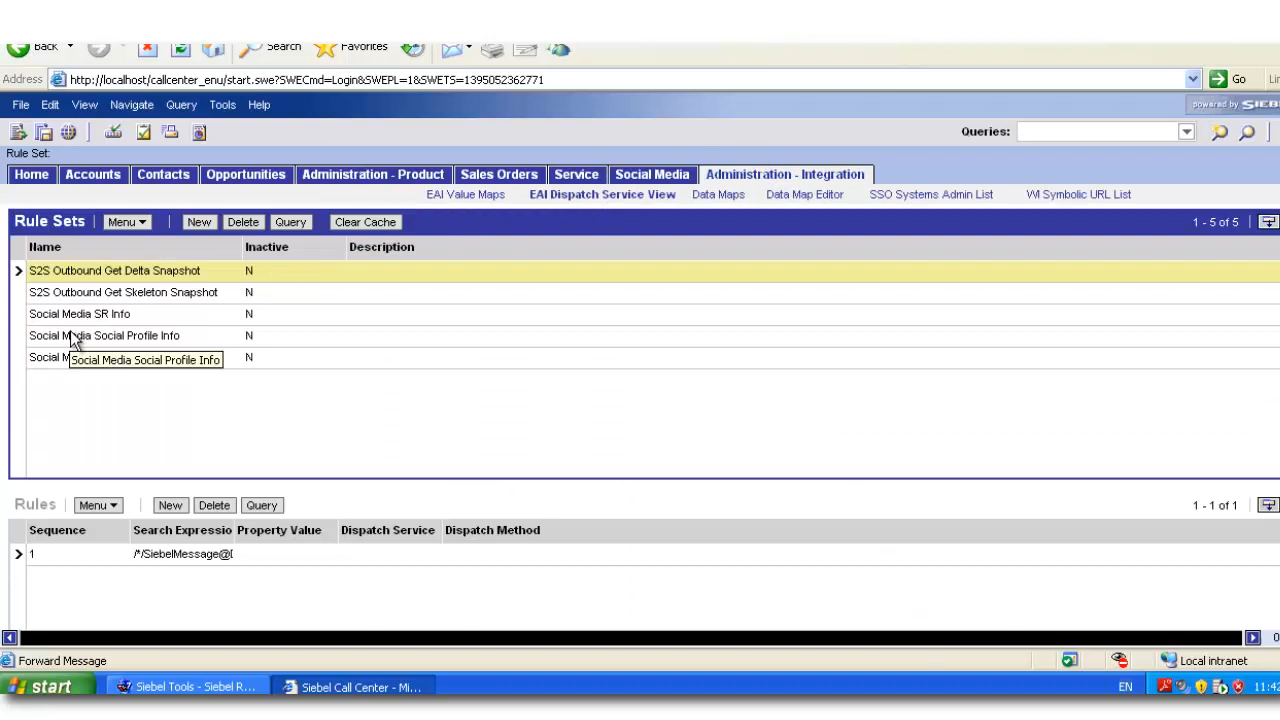 Back Search Favorites
Address http://localhost/callcenter_enu/start.swe?SWECmd=Login&SWEPL=1&SWETS=1395052362771 Go
File Edit View Navigate Query Tools Help powered by
Queries:
Rule Set:
Home Accounts Contacts Opportunities Administration - Product Sales Orders Service Social Media Administration - Integration
EAI Value Maps EAI Dispatch Service View Data Maps Data Map Editor SSO Systems Admin List WI Symbolic URL List
Rule Sets Menu New Delete Query Clear Cache 1 - 5 of 5
Name Inactive Description
S2S Outbound Get Delta Snapshot N
S2S Outbound Get Skeleton Snapshot N
Social Media SR Info N
Social Media Social Profile Info N
Social N
Social Media Social Profile Info
Rules Menu New Delete Query 1 - 1 of 1
Sequence Search Expressio Property Value Dispatch Service Dispatch Method
1 /*/SiebelMessage@[
Forward Message Local intranet
start Siebel Tools - Siebel R... Siebel Call Center - Mi... EN 11:42